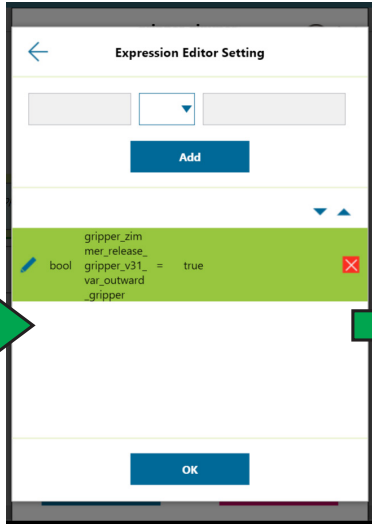 Expression Editor Setting
Add
gripper_zim
mer_release_
bool gripper_v31_ = true
var_outward
_gripper
OK